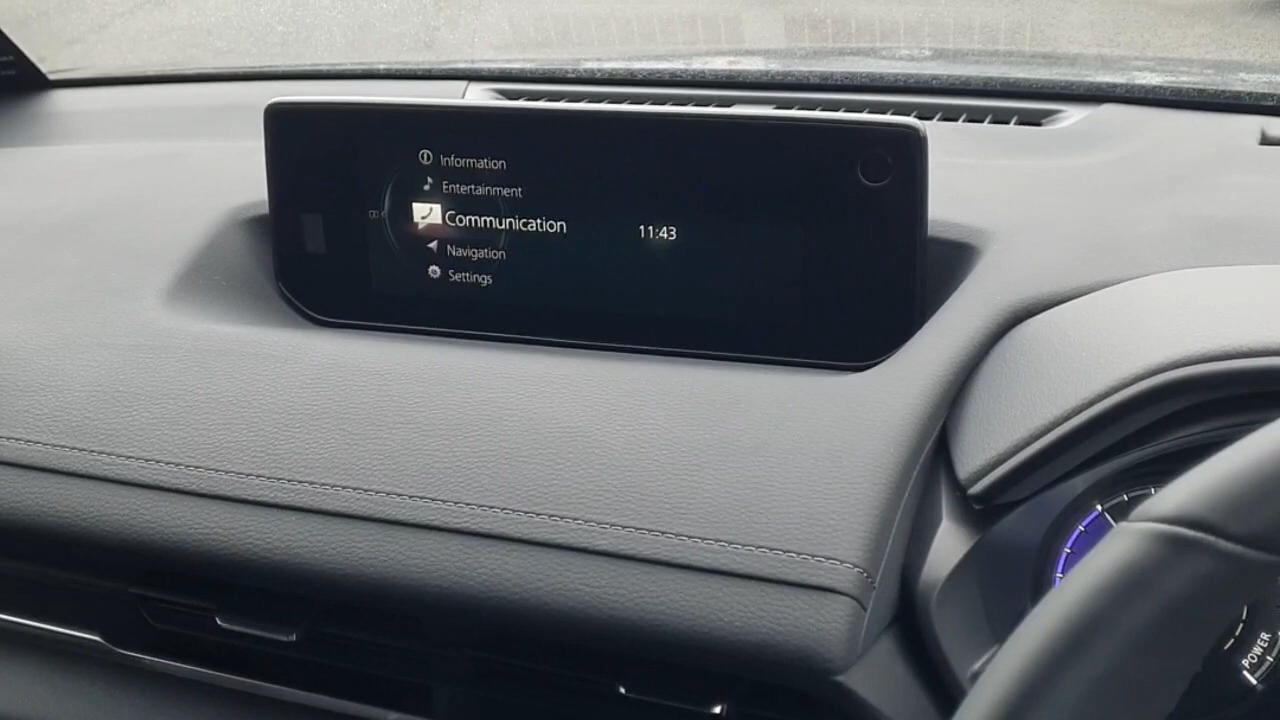 Information
Entertainment
Communication
11:43
Navigation
Settings
POWER